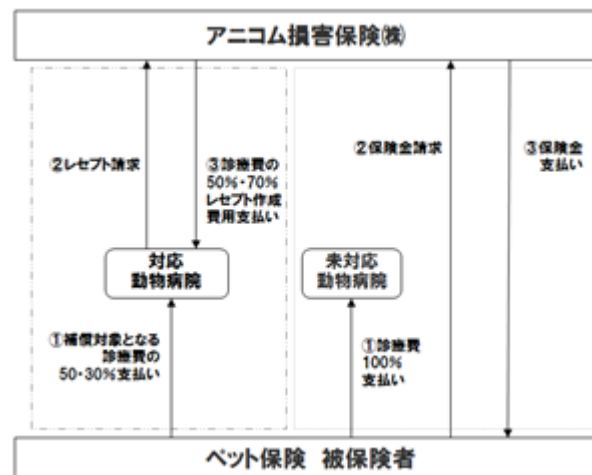 アニコム損害保険㈱
②レセプト請求
③診療費の
50%・70%
レセプト作成
費用支払い
②保険金請求
③保険金
支払い
対応
動物病院
未対応
動物病院
①補償対象となる
診療費の
50・30%支払い
①診療費
100%
支払い
ペット保険 被保険者